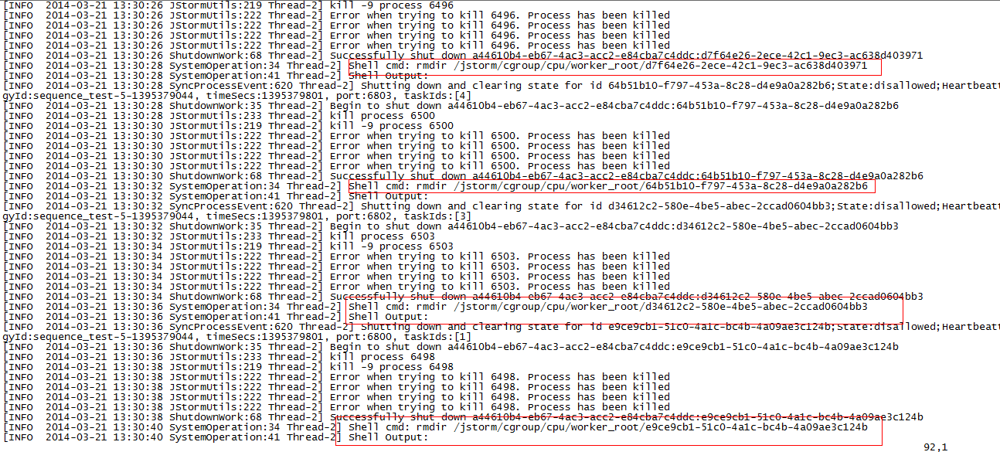 [INFO  2014-03-21 13:30:26 JStormUtils:219 Thread-2] kill -9 process 6496
[INFO  2014-03-21 13:30:26 JStormUtils:222 Thread-2] Error when trying to kill 6496. Process has been killed
[INFO  2014-03-21 13:30:26 JStormUtils:222 Thread-2] Error when trying to kill 6496. Process has been killed
[INFO  2014-03-21 13:30:26 JStormUtils:222 Thread-2] Error when trying to kill 6496. Process has been killed
[INFO  2014-03-21 13:30:26 JStormUtils:222 Thread-2] Error when trying to kill 6496. Process has been killed
[INFO  2014-03-21 13:30:26 ShutdownWork:68 Thread-2] Successfully shut down a44610b4-eb67-4ac3-acc2-e84cba7c4ddc:d7f64e26-2ece-42c1-9ec3-ac638d403971
[INFO  2014-03-21 13:30:28 SystemOperation:34 Thread-2] Shell cmd: rmdir /jstorm/cgroup/cpu/worker_root/d7f64e26-2ece-42c1-9ec3-ac638d403971
[INFO  2014-03-21 13:30:28 SystemOperation:41 Thread-2] Shell Output:
[INFO  2014-03-21 13:30:28 SyncProcessEvent:620 Thread-2] Shutting down and clearing state for id 64b51b10-f797-453a-8c28-d4e9a0a282b6;State:disallowed;Heartbeatt
gyId:sequence_test-5-1395379044, timeSecs:1395379801, port:6803, taskIds:[4]
[INFO  2014-03-21 13:30:28 ShutdownWork:35 Thread-2] Begin to shut down a44610b4-eb67-4ac3-acc2-e84cba7c4ddc:64b51b10-f797-453a-8c28-d4e9a0a282b6
[INFO  2014-03-21 13:30:28 JStormUtils:233 Thread-2] kill process 6500
[INFO  2014-03-21 13:30:30 JStormUtils:219 Thread-2] kill -9 process 6500
[INFO  2014-03-21 13:30:30 JStormUtils:222 Thread-2] Error when trying to kill 6500. Process has been killed
[INFO  2014-03-21 13:30:30 JStormUtils:222 Thread-2] Error when trying to kill 6500. Process has been killed
[INFO  2014-03-21 13:30:30 JStormUtils:222 Thread-2] Error when trying to kill 6500. Process has been killed
[INFO  2014-03-21 13:30:30 JStormUtils:222 Thread-2] Error when trying to kill 6500. Process has been killed
[INFO  2014-03-21 13:30:30 ShutdownWork:68 Thread-2] Successfully shut down a44610b4-eb67-4ac3-acc2-e84cba7c4ddc:64b51b10-f797-453a-8c28-d4e9a0a282b6
[INFO  2014-03-21 13:30:32 SystemOperation:34 Thread-2] Shell cmd: rmdir /jstorm/cgroup/cpu/worker_root/64b51b10-f797-453a-8c28-d4e9a0a282b6
[INFO  2014-03-21 13:30:32 SystemOperation:41 Thread-2] Shell Output:
[INFO  2014-03-21 13:30:32 SyncProcessEvent:620 Thread-2] Shutting down and clearing state for id d34612c2-580e-4be5-abec-2ccad0604bb3;State:disallowed;Heartbeatt
gyId:sequence_test-5-1395379044, timeSecs:1395379801, port:6802, taskIds:[3]
[INFO  2014-03-21 13:30:32 ShutdownWork:35 Thread-2] Begin to shut down a44610b4-eb67-4ac3-acc2-e84cba7c4ddc:d34612c2-580e-4be5-abec-2ccad0604bb3
[INFO  2014-03-21 13:30:32 JStormUtils:233 Thread-2] kill process 6503
[INFO  2014-03-21 13:30:34 JStormUtils:219 Thread-2] kill -9 process 6503
[INFO  2014-03-21 13:30:34 JStormUtils:222 Thread-2] Error when trying to kill 6503. Process has been killed
[INFO  2014-03-21 13:30:34 JStormUtils:222 Thread-2] Error when trying to kill 6503. Process has been killed
[INFO  2014-03-21 13:30:34 JStormUtils:222 Thread-2] Error when trying to kill 6503. Process has been killed
[INFO  2014-03-21 13:30:34 JStormUtils:222 Thread-2] Error when trying to kill 6503. Process has been killed
[INFO  2014-03-21 13:30:34 ShutdownWork:68 Thread-2] Successfully shut down a44610b4-eb67-4ac3-acc2-e84cba7c4ddc:d34612c2-580e-4be5-abec-2ccad0604bb3
[INFO  2014-03-21 13:30:36 SystemOperation:34 Thread-2] Shell cmd: rmdir /jstorm/cgroup/cpu/worker_root/d34612c2-580e-4be5-abec-2ccad0604bb3
[INFO  2014-03-21 13:30:36 SystemOperation:41 Thread-2] Shell Output:
[INFO  2014-03-21 13:30:36 SyncProcessEvent:620 Thread-2] Shutting down and clearing state for id e9ce9cb1-51c0-4a1c-bc4b-4a09ae3c124b;State:disallowed;Heartbeatt
gyId:sequence_test-5-1395379044, timeSecs:1395379801, port:6800, taskIds:[1]
[INFO  2014-03-21 13:30:36 ShutdownWork:35 Thread-2] Begin to shut down a44610b4-eb67-4ac3-acc2-e84cba7c4ddc:e9ce9cb1-51c0-4a1c-bc4b-4a09ae3c124b
[INFO  2014-03-21 13:30:36 JStormUtils:233 Thread-2] kill process 6498
[INFO  2014-03-21 13:30:38 JStormUtils:219 Thread-2] kill -9 process 6498
[INFO  2014-03-21 13:30:38 JStormUtils:222 Thread-2] Error when trying to kill 6498. Process has been killed
[INFO  2014-03-21 13:30:38 JStormUtils:222 Thread-2] Error when trying to kill 6498. Process has been killed
[INFO  2014-03-21 13:30:38 JStormUtils:222 Thread-2] Error when trying to kill 6498. Process has been killed
[INFO  2014-03-21 13:30:38 JStormUtils:222 Thread-2] Error when trying to kill 6498. Process has been killed
[INFO  2014-03-21 13:30:38 ShutdownWork:68 Thread-2] Successfully shut down a44610b4-eb67-4ac3-acc2-e84cba7c4ddc:e9ce9cb1-51c0-4a1c-bc4b-4a09ae3c124b
[INFO  2014-03-21 13:30:40 SystemOperation:34 Thread-2] Shell cmd: rmdir /jstorm/cgroup/cpu/worker_root/e9ce9cb1-51c0-4a1c-bc4b-4a09ae3c124b
[INFO  2014-03-21 13:30:40 SystemOperation:41 Thread-2] Shell Output:
92,1